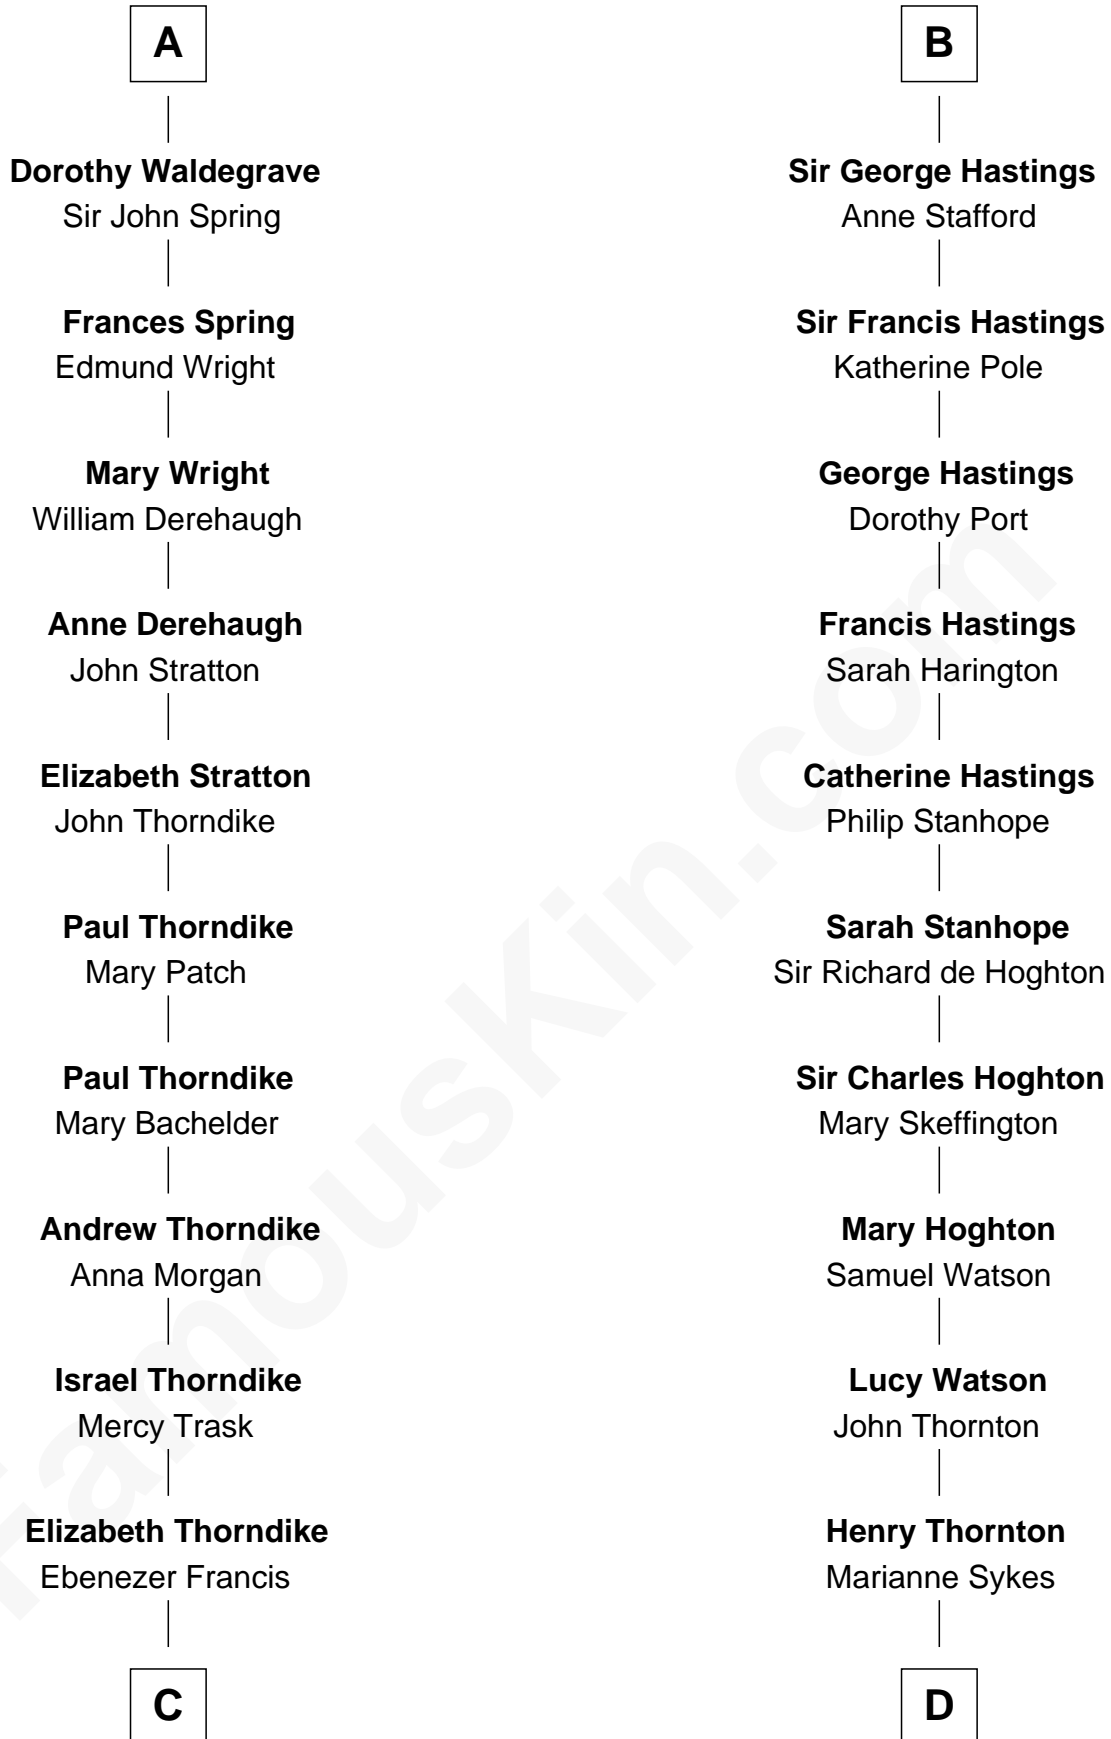 A
Dorothy Waldegrave
Sir John Spring
Frances Spring
Edmund Wright
Mary Wright
William Derehaugh
Anne Derehaugh
John Stratton
Elizabeth Stratton
John Thorndike
Paul Thorndike
Mary Patch
Paul Thorndike
Mary Bachelder
Andrew Thorndike
Anna Morgan
Israel Thorndike
Mercy Trask
Elizabeth Thorndike
Ebenezer Francis
C
B
Sir George Hastings
Anne Stafford
Sir Francis Hastings
Katherine Pole
George Hastings
Dorothy Port
Francis Hastings
Sarah Harington
Catherine Hastings
Philip Stanhope
Sarah Stanhope
Sir Richard de Hoghton
Sir Charles Hoghton
Mary Skeffington
Mary Hoghton
Samuel Watson
Lucy Watson
John Thornton
Henry Thornton
Marianne Sykes
D
FamousKin.com